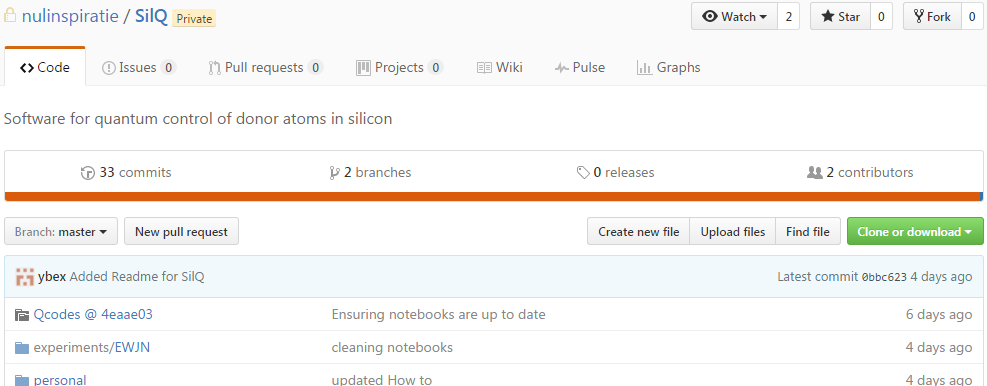 nulinspiratie / SilQ Private Watch 2 Star 0 Fork 0
Code Issues 0 Pull requests 0 Projects 0 Wiki Pulse Graphs
Software for quantum control of donor atoms in silicon
33 commits 2 branches 0 releases 2 contributors
Branch: master New pull request Create new file Upload files Find file Clone or download
ybex Added Readme for SilQ Latest commit 0bbc623 4 days ago
Qcodes @ 4eaae03 Ensuring notebooks are up to date 6 days ago
experiments/EWJN cleaning notebooks 4 days ago
personal updated How to 4 days ago